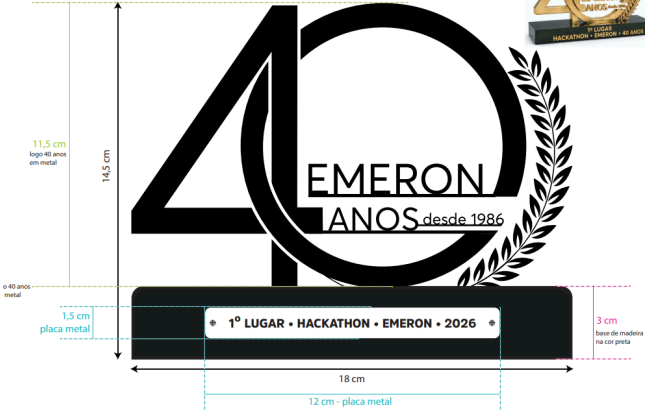 40
EMERON
ANOS desde 1986
1º LUGAR • HACKATHON • EMERON • 2026
11,5 cm
logo 40 anos
em metal
14,5 cm
o 40 anos
metal
1,5 cm
placa metal
3 cm
base de madeira
na cor preta
18 cm
12 cm - placa metal
ANOS
1º LUGAR
HACKATHON • EMERON • 40 ANOS